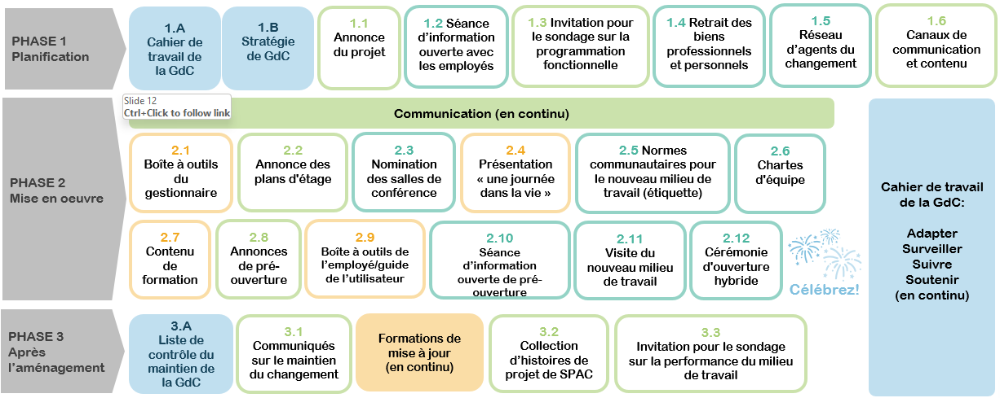 PHASE 1
Planification
1.A
Cahier de
travail de
la GdC
1.B
Stratégie
de GdC
1.1
Annonce
du projet
1.2 Séance
d'information
ouverte avec
les employés
1.3 Invitation pour
le sondage sur la
programmation
fonctionnelle
1.4 Retrait des
biens
professionnels
et personnels
1.5
Réseau
d'agents du
changement
1.6
Canaux de
communication
et contenu
Slide 12
Ctrl+Click to follow link
PHASE 2
Mise en oeuvre
Communication (en continu)
2.1
Boîte à outils
du
gestionnaire
2.2
Annonce des
plans d'étage
2.3
Nomination
des salles de
conférence
2.4
Présentation
« une journée
dans la vie »
2.5 Normes
communautaires pour
le nouveau milieu de
travail (étiquette)
2.6
Chartes
d'équipe
2.7
Contenu
de
formation
2.8
Annonces
de pré-
ouverture
2.9
Boîte à outils de
l'employé/guide
de l'utilisateur
2.10
Séance
d'information
ouverte de pré-
ouverture
2.11
Visite du
nouveau milieu
de travail
2.12
Cérémonie
d'ouverture
hybride
Célébrez!
Cahier de travail
de la GdC:
Adapter
Surveiller
Suivre
Soutenir
(en continu)
PHASE 3
Après
l'aménagement
3.A
Liste de
contrôle du
maintien de
la GdC
3.1
Communiqués
sur le maintien
du changement
Formations de
mise à jour
(en continu)
3.2
Collection
d'histoires de
projet de SPAC
3.3
Invitation pour le sondage
sur la performance du milieu
de travail